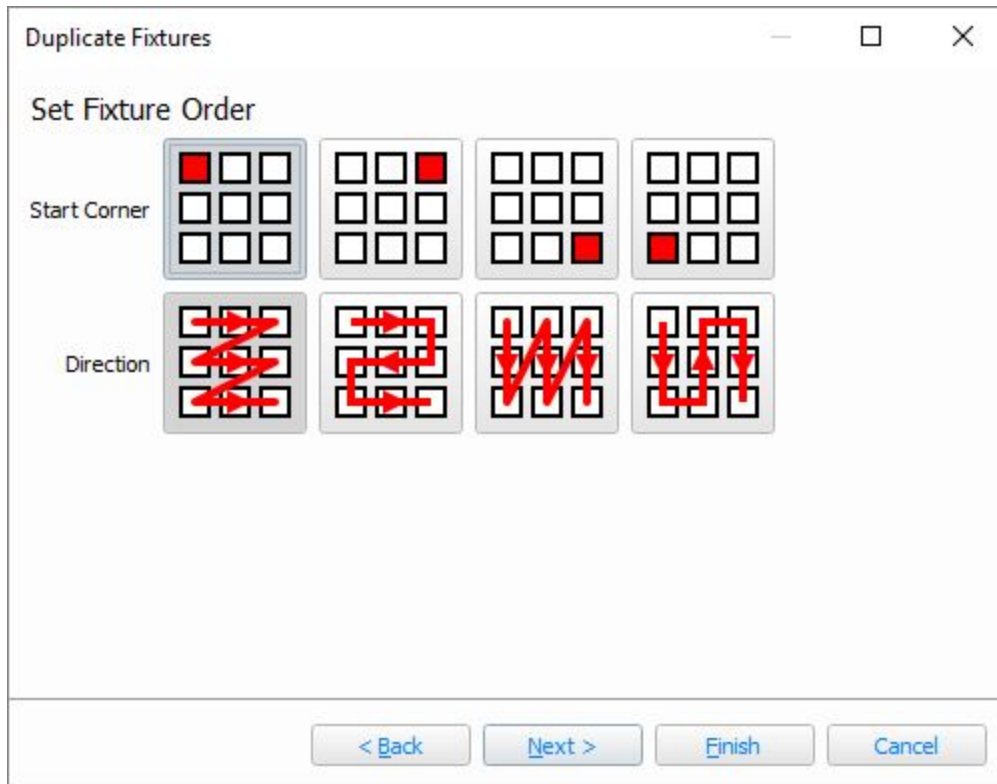 Duplicate Fixtures
Set Fixture Order
Start Corner
Direction
< Back
Next >
Finish
Cancel